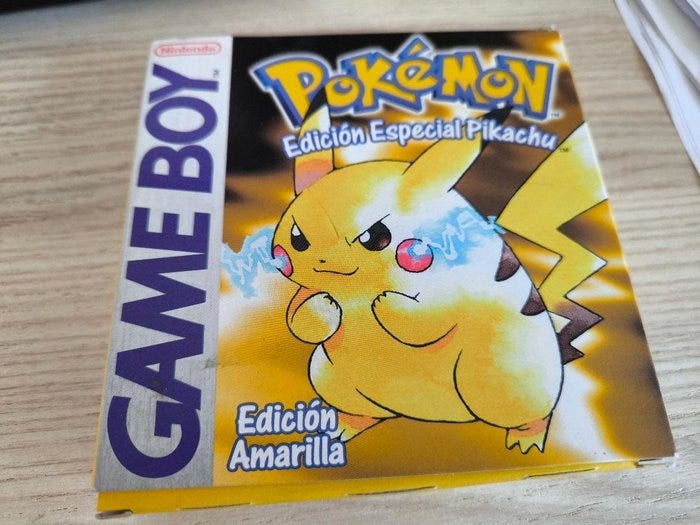 Nintendo
GAME BOY
POKéMON
Edición Especial Pikachu
Edición
Amarilla